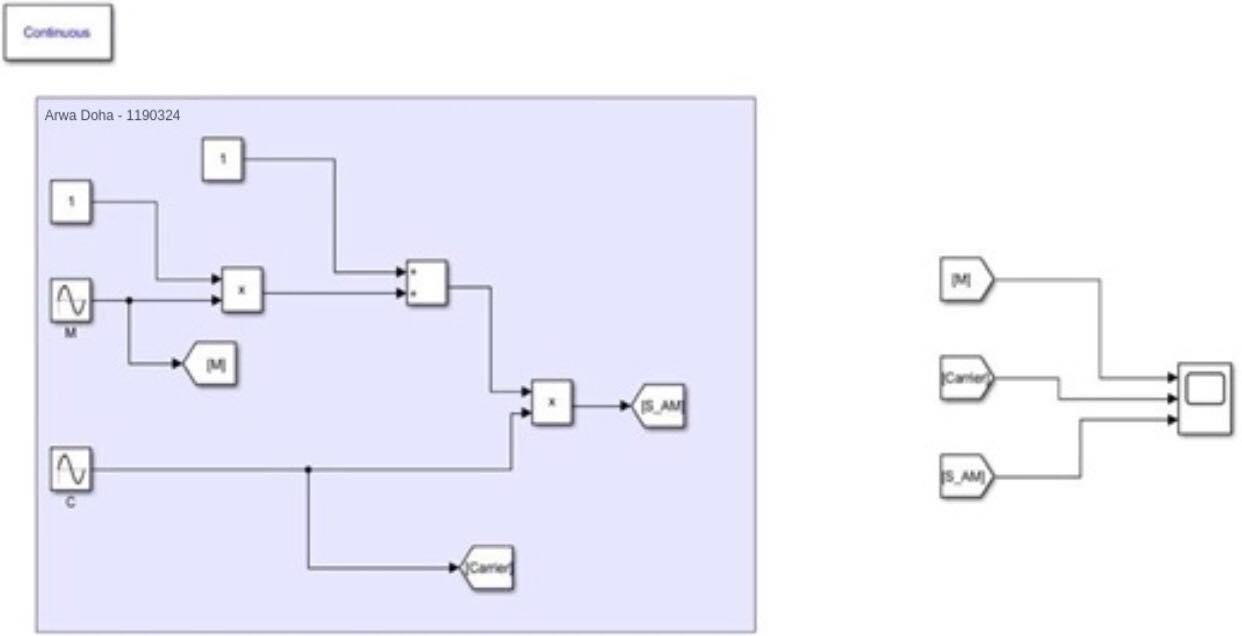 Continuous
Arwa Doha - 1190324
1
1
x
+
+
M
[M]
x
[S_AM]
C
[Carrier]
[M]
[Carrier]
[S_AM]